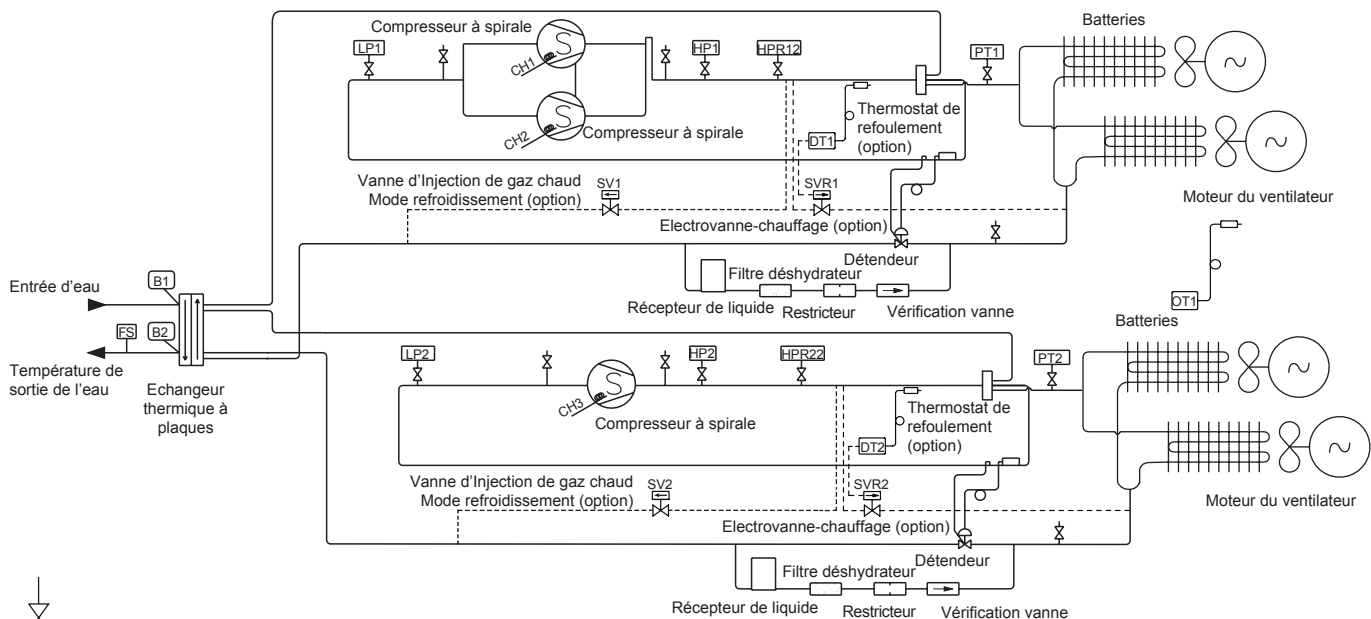 Compresseur à spirale
Batteries
LP1
HP1
HPR12
PT1
CH1
CH2
Compresseur à spirale
DT1
Thermostat de
refoulement
(option)
Vanne d'Injection de gaz chaud
Mode refroidissement (option)
SV1
SVR1
Moteur du ventilateur
Electrovanne-chauffage (option)
Détendeur
Filtre déshydrateur
Récepteur de liquide
Restricteur
Vérification vanne
OT1
Entrée d'eau
B1
FS
B2
Température de
sortie de l'eau
Echangeur
thermique à
plaques
Batteries
LP2
HP2
HPR22
PT2
CH3
Compresseur à spirale
DT2
Thermostat de
refoulement
(option)
Vanne d'Injection de gaz chaud
Mode refroidissement (option)
SV2
SVR2
Moteur du ventilateur
Electrovanne-chauffage (option)
Détendeur
Filtre déshydrateur
Récepteur de liquide
Restricteur
Vérification vanne